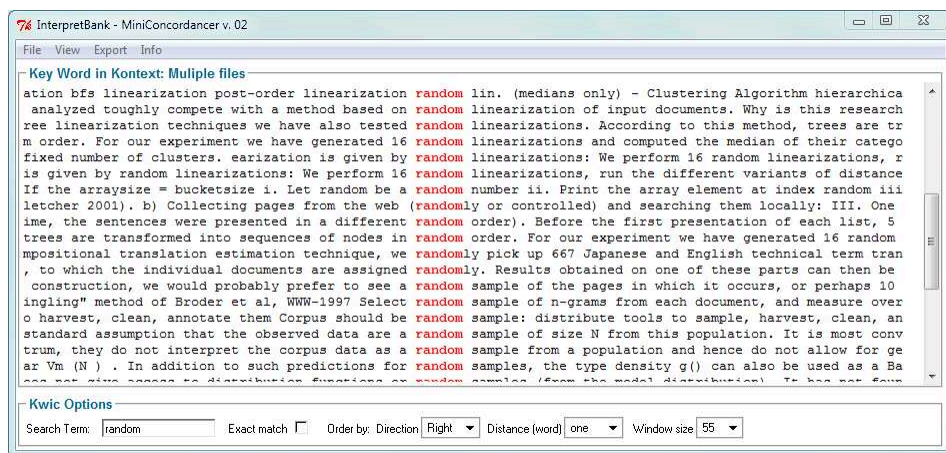 InterpretBank - MiniConcordancer v. 02
File View Export Info
Key Word in Kontext: Muliple files
ation bfs linearization post-order linearization random lin. (medians only) - Clustering Algorithm hierarchica
analyzed toughly compete with a method based on random linearization of input documents. Why is this research
ree linearization techniques we have also tested random linearizations. According to this method, trees are tr
m order. For our experiment we have generated 16 random linearizations and computed the median of their catego
fixed number of clusters. earization is given by random linearizations: We perform 16 random linearizations, r
is given by random linearizations: We perform 16 random linearizations, run the different variants of distance
If the arraysize = bucketsize i. Let random be a random number ii. Print the array element at index random iii
letcher 2001). b) Collecting pages from the web (randomly or controlled) and searching them locally: III. One
ime, the sentences were presented in a different random order). Before the first presentation of each list, 5
trees are transformed into sequences of nodes in random order. For our experiment we have generated 16 random
mpositional translation estimation technique, we randomly pick up 667 Japanese and English technical term tran
, to which the individual documents are assigned randomly. Results obtained on one of these parts can then be
construction, we would probably prefer to see a random sample of the pages in which it occurs, or perhaps 10
ingling" method of Broder et al, WWW-1997 Select random sample of n-grams from each document, and measure over
o harvest, clean, annotate them Corpus should be random sample: distribute tools to sample, harvest, clean, an
standard assumption that the observed data are a random sample of size N from this population. It is most conv
trum, they do not interpret the corpus data as a random sample from a population and hence do not allow for ge
ar Vm (N ) . In addition to such predictions for random samples, the type density g() can also be used as a Ba
not give access to distribution functions or random samples (from the model distribution). It has not foun
Kwic Options
Search Term: random Exact match Order by: Direction Right Distance (word) one Window size 55